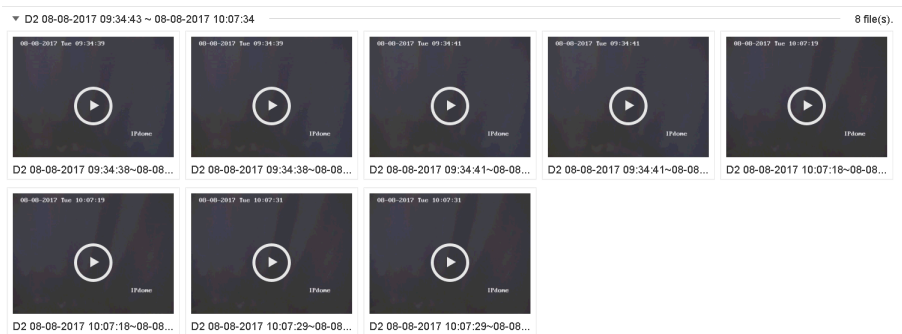 D2 08-08-2017 09:34:43 ~ 08-08-2017 10:07:34
8 file(s).
08-08-2017 Tue 09:34:39
IPdome
D2 08-08-2017 09:34:38~08-08...
08-08-2017 Tue 09:34:39
IPdome
D2 08-08-2017 09:34:38~08-08...
08-08-2017 Tue 09:34:41
IPdome
D2 08-08-2017 09:34:41~08-08...
08-08-2017 Tue 09:34:41
IPdome
D2 08-08-2017 09:34:41~08-08...
08-08-2017 Tue 10:07:19
IPdome
D2 08-08-2017 10:07:18~08-08...
08-08-2017 Tue 10:07:19
IPdome
D2 08-08-2017 10:07:18~08-08...
08-08-2017 Tue 10:07:31
IPdome
D2 08-08-2017 10:07:29~08-08...
08-08-2017 Tue 10:07:31
IPdome
D2 08-08-2017 10:07:29~08-08...